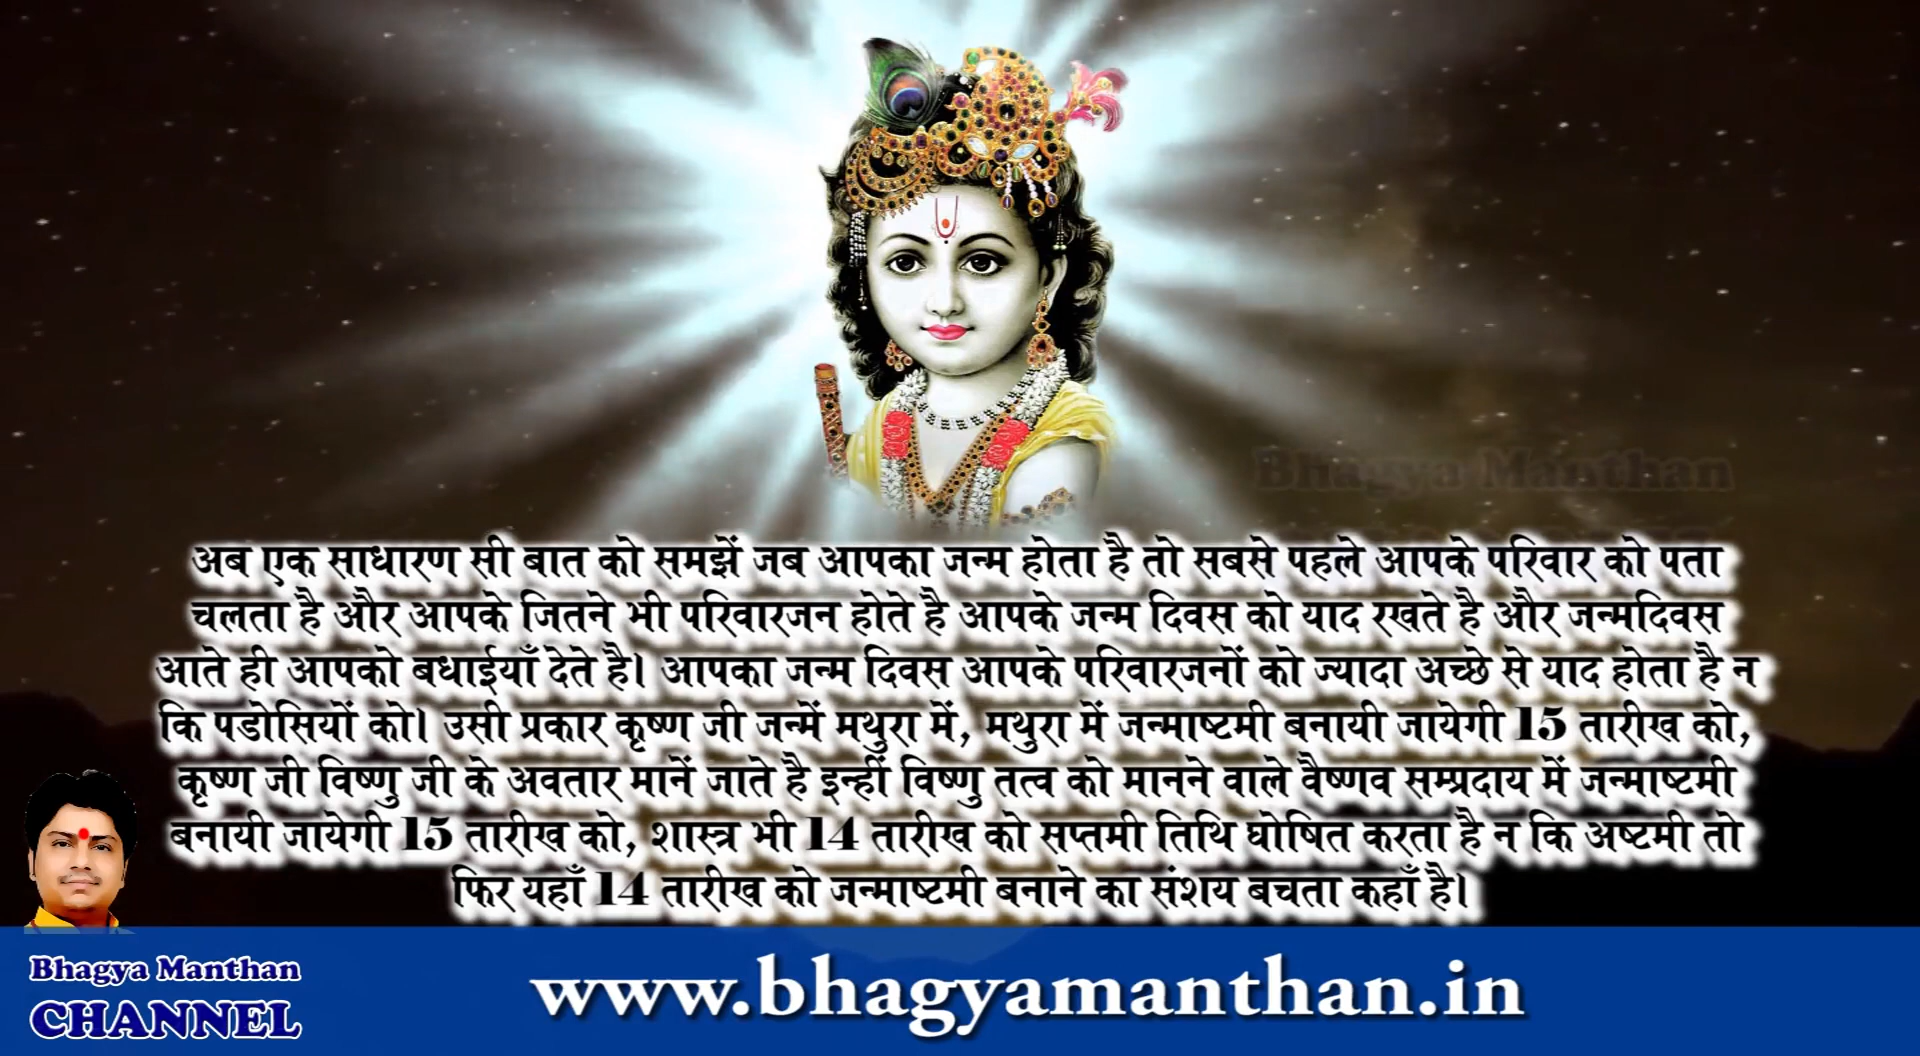 Bhagya Manthan
अब एक साधारण सी बात को समझें जब आपका जन्म होता है तो सबसे पहले आपके परिवार को पता
चलता है और आपके जितने भी परिवारजन होते है आपके जन्म दिवस को याद रखते है और जन्मदिवस
आते ही आपको बधाईयाँ देते है। आपका जन्म दिवस आपके परिवारजनों को ज्यादा अच्छे से याद होता है न
कि पडोसियों को। उसी प्रकार कृष्ण जी जन्में मथुरा में, मथुरा में जन्माष्टमी बनायी जायेगी 15 तारीख को,
कृष्ण जी विष्णु जी के अवतार मानें जाते है इन्हीं विष्णु तत्व को मानने वाले वैष्णव सम्प्रदाय में जन्माष्टमी
बनायी जायेगी 15 तारीख को, शास्त्र भी 14 तारीख को सप्तमी तिथि घोषित करता है न कि अष्टमी तो
फिर यहाँ 14 तारीख को जन्माष्टमी बनाने का संशय बचता कहाँ है।
Bhagya Manthan
CHANNEL
www.bhagyamanthan.in